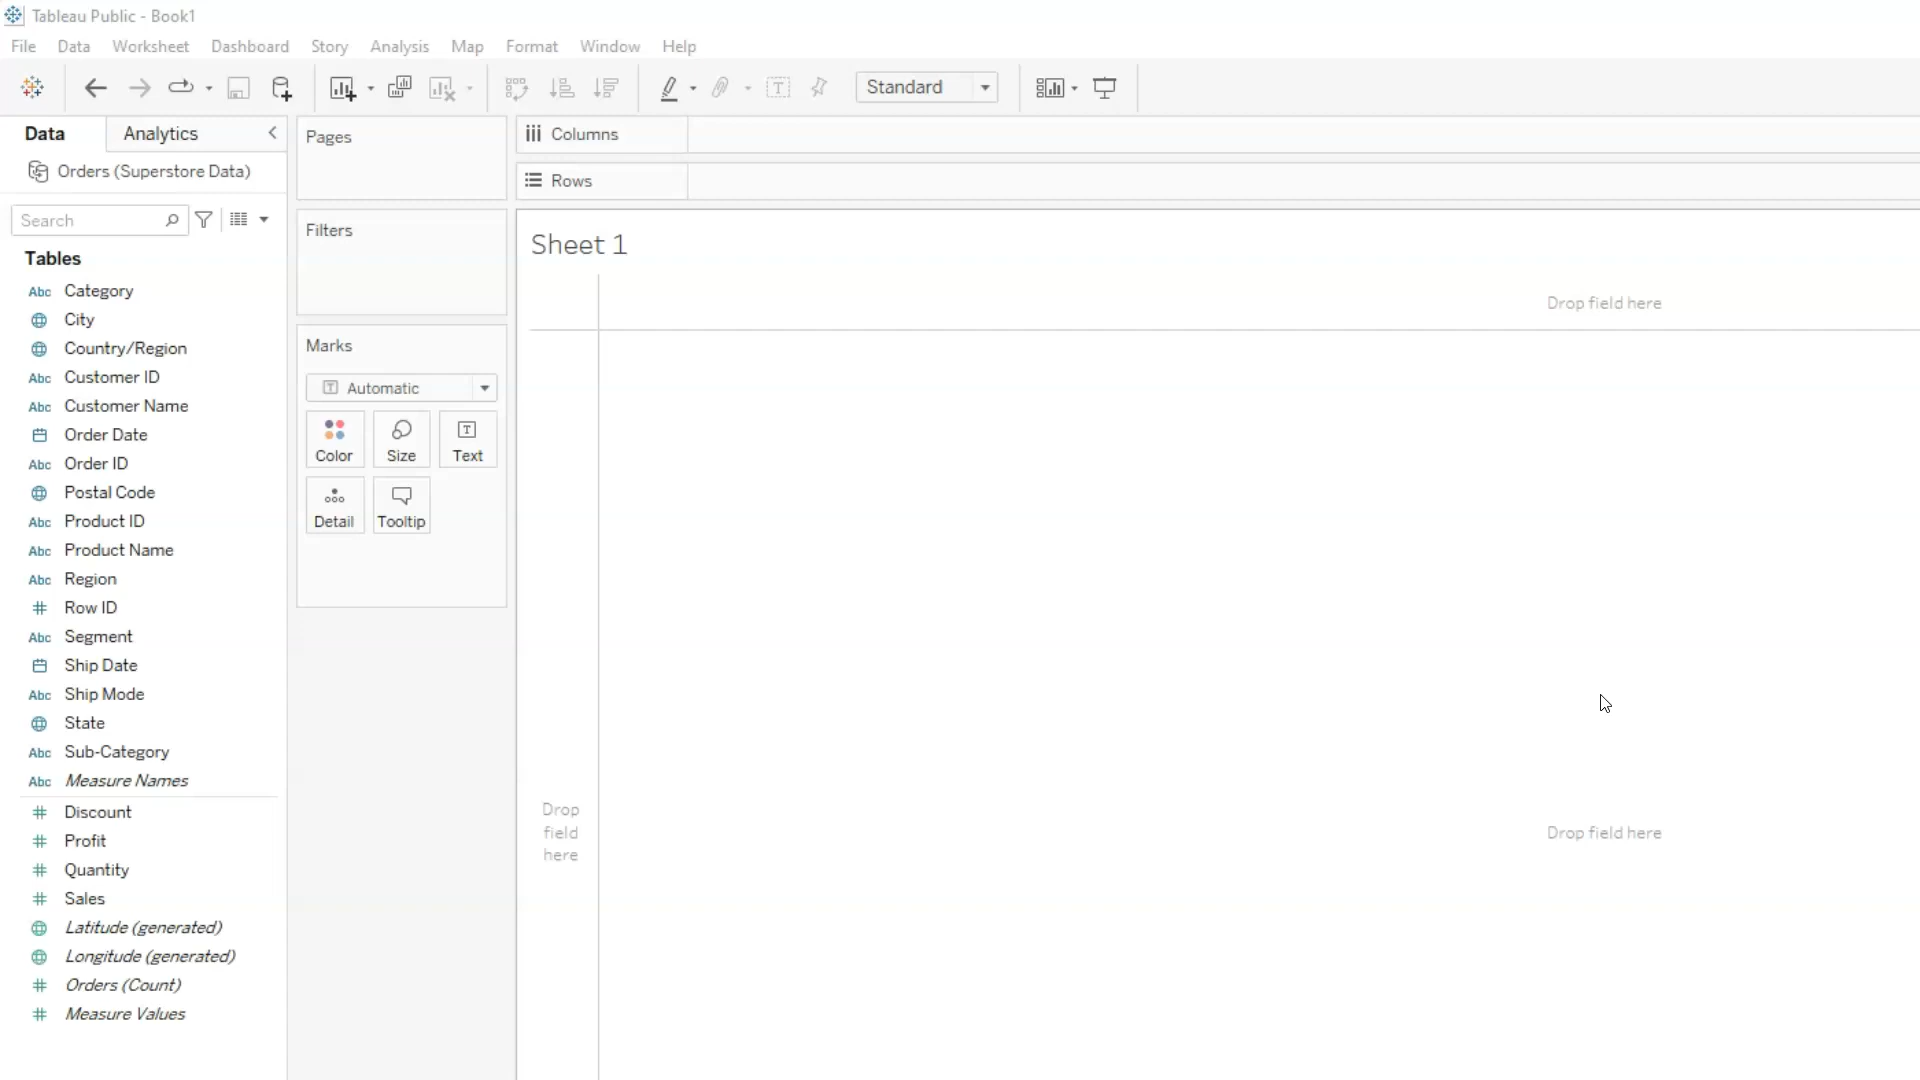 Tableau Public - Book1
File Data Worksheet Dashboard Story Analysis Map Format Window Help
Standard
Data Analytics
Orders (Superstore Data)
Search
Tables
Abc Category
City
Country/Region
Abc Customer ID
Abc Customer Name
Order Date
Abc Order ID
Postal Code
Abc Product ID
Abc Product Name
Abc Region
# Row ID
Abc Segment
Ship Date
Abc Ship Mode
State
Abc Sub-Category
Abc Measure Names
# Discount
# Profit
# Quantity
# Sales
Latitude (generated)
Longitude (generated)
# Orders (Count)
# Measure Values
Pages
Filters
Marks
T Automatic
Color Size T Text
Detail Tooltip
Columns
Rows
Sheet 1
Drop field here
Drop
field
here
Drop field here